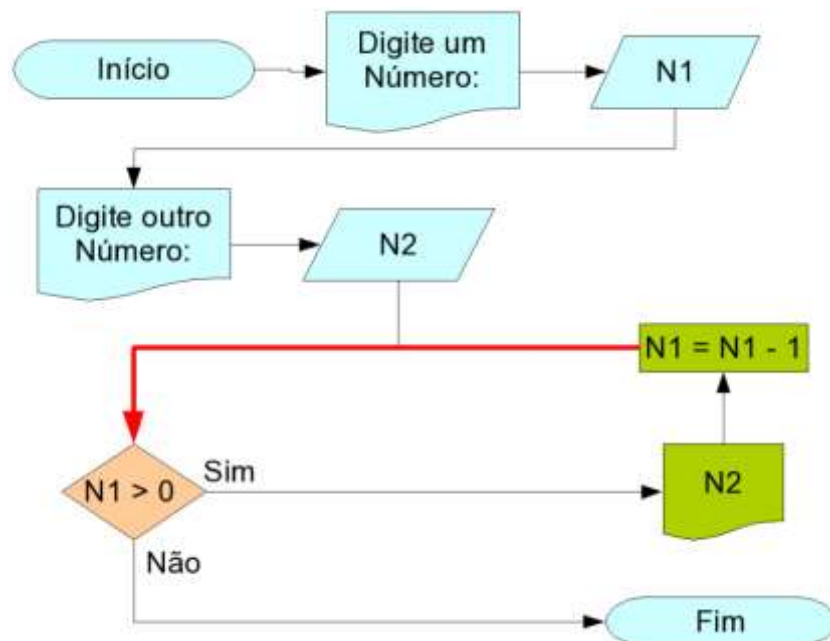 Início
Digite um
Número:
N1
Digite outro
Número:
N2
N1 = N1 - 1
N1 > 0
Sim
N2
Não
Fim